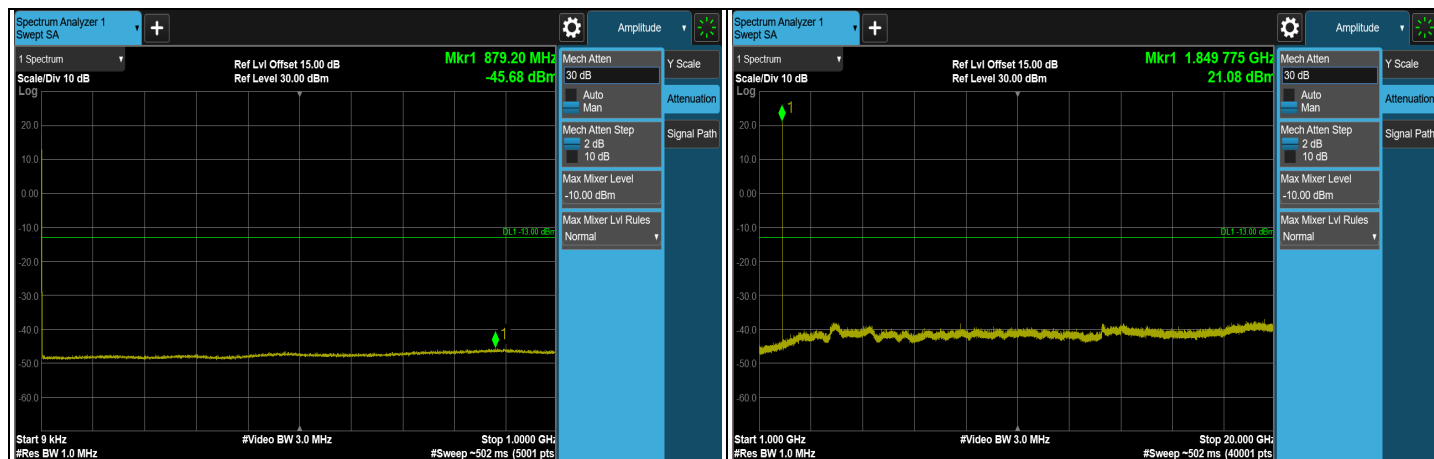 Spectrum Analyzer 1
Swept SA
+
Amplitude
1 Spectrum
Scale/Div 10 dB
Log
Ref Lvl Offset 15.00 dB
Ref Level 30.00 dBm
Mkr1 879.20 MHz
-45.68 dBm
20.0
10.0
0.00
-10.0
-20.0
-30.0
-40.0
-50.0
-60.0
DL1 -13.00 dBm
1
Start 9 kHz
#Res BW 1.0 MHz
#Video BW 3.0 MHz
Stop 1.0000 GHz
#Sweep ~502 ms (5001 pts
Mech Atten
30 dB
Auto
Man
Mech Atten Step
2 dB
10 dB
Max Mixer Level
-10.00 dBm
Max Mixer Lvl Rules
Normal
Y Scale
Attenuation
Signal Path
Spectrum Analyzer 1
Swept SA
+
Amplitude
1 Spectrum
Scale/Div 10 dB
Log
Ref Lvl Offset 15.00 dB
Ref Level 30.00 dBm
Mkr1 1.849 775 GHz
21.08 dBm
1
20.0
10.0
0.00
-10.0
-20.0
-30.0
-40.0
-50.0
-60.0
DL1 -13.00 dBm
Start 1.000 GHz
#Res BW 1.0 MHz
#Video BW 3.0 MHz
Stop 20.000 GHz
#Sweep ~502 ms (40001 pts
Mech Atten
30 dB
Auto
Man
Mech Atten Step
2 dB
10 dB
Max Mixer Level
-10.00 dBm
Max Mixer Lvl Rules
Normal
Y Scale
Attenuation
Signal Path